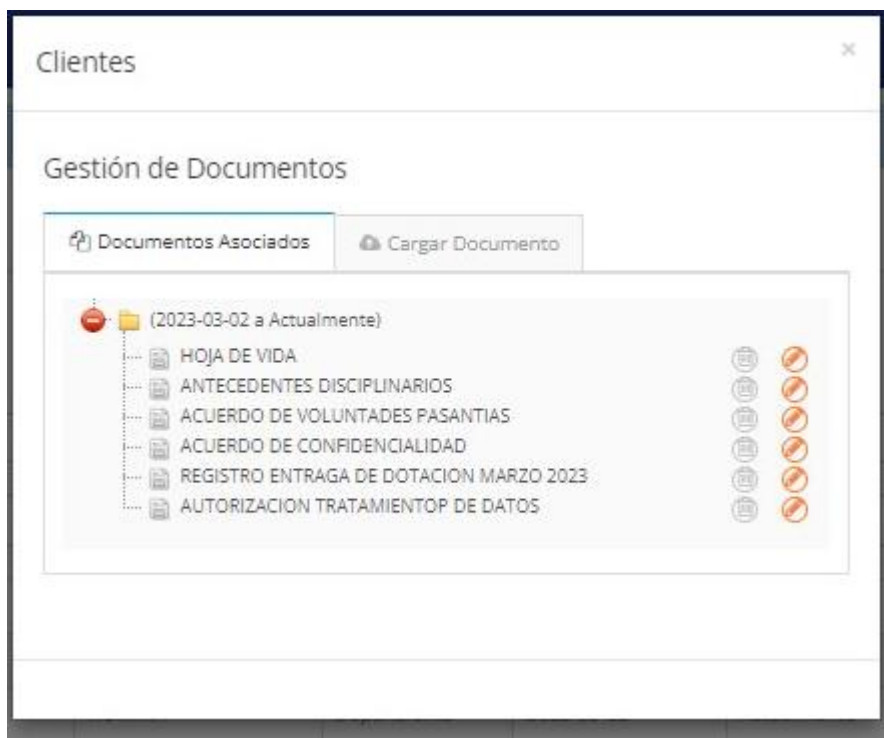 Clientes
×
Gestión de Documentos
Documentos Asociados
Cargar Documento
(2023-03-02 a Actualmente)
HOJA DE VIDA
ANTECEDENTES DISCIPLINARIOS
ACUERDO DE VOLUNTADES PASANTIAS
ACUERDO DE CONFIDENCIALIDAD
REGISTRO ENTRAGA DE DOTACION MARZO 2023
AUTORIZACION TRATAMIENTOP DE DATOS